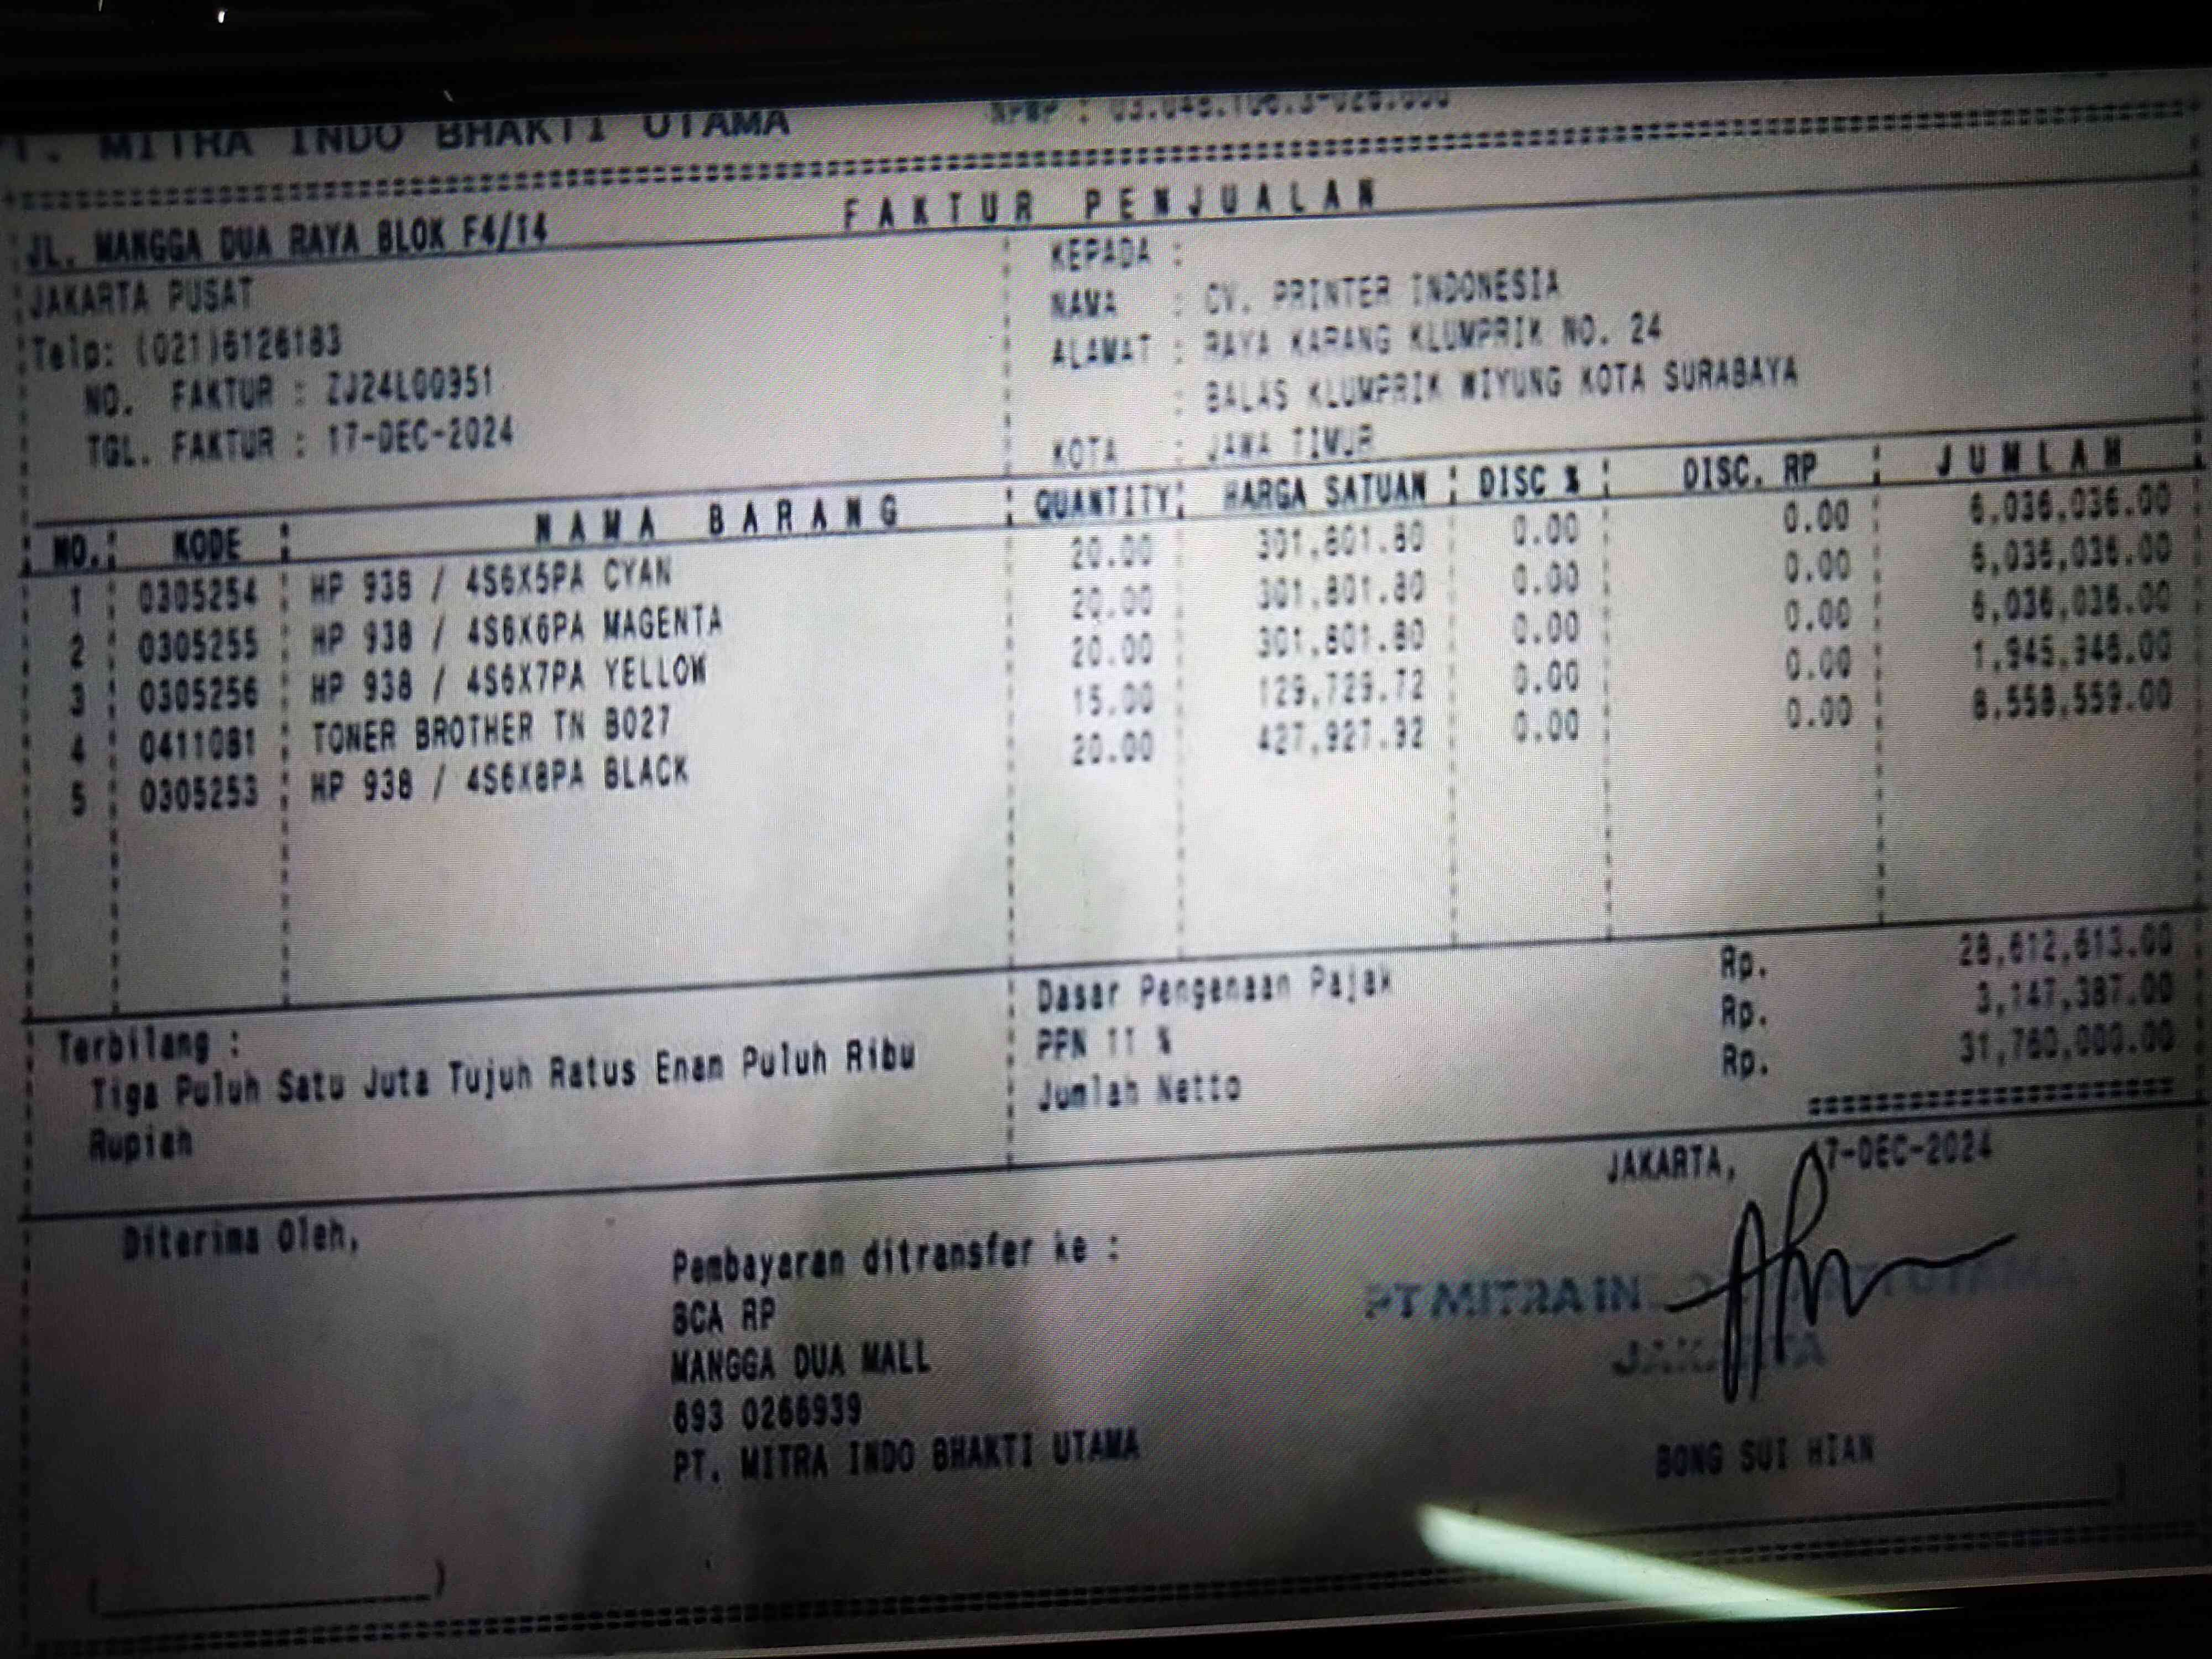 MITRA INDO BHAKTI UTAMA
NPWP :
FAKTUR PENJUALAN
JL. MANGGA DUA RAYA BLOK F4/14
JAKARTA PUSAT
Telp: (021)6126183
NO. FAKTUR : ZJ24L00951
TGL. FAKTUR : 17-DEC-2024
KEPADA :
NAMA : CV. PRINTER INDONESIA
ALAMAT : RAYA KARANG KLUMPRIK NO. 24
: BALAS KLUMPRIK WIYUNG KOTA SURABAYA
KOTA : JAWA TIMUR
NO. KODE NAMA BARANG QUANTITY HARGA SATUAN DISC % DISC. RP JUMLAH
1 0305254 HP 938 / 4S6X5PA CYAN 20.00 301,801.80 0.00 0.00 6,036,036.00
2 0305255 HP 938 / 4S6X6PA MAGENTA 20.00 301,801.80 0.00 0.00 6,036,036.00
3 0305256 HP 938 / 4S6X7PA YELLOW 20.00 301,801.80 0.00 0.00 6,036,036.00
4 0411081 TONER BROTHER TN B027 15.00 129,729.72 0.00 0.00 1,945,946.00
5 0305253 HP 938 / 4S6X8PA BLACK 20.00 427,927.92 0.00 0.00 8,558,559.00
Dasar Pengenaan Pajak Rp. 28,612,613.00
PPN 11 % Rp. 3,147,387.00
Jumlah Netto Rp. 31,760,000.00
Terbilang :
Tiga Puluh Satu Juta Tujuh Ratus Enam Puluh Ribu
Rupiah
JAKARTA, 17-DEC-2024
Diterima Oleh,
Pembayaran ditransfer ke :
BCA RP
MANGGA DUA MALL
693 0266939
PT. MITRA INDO BHAKTI UTAMA
PT MITRA IN UTAMA
JAKARTA
BONG SUI HIAN